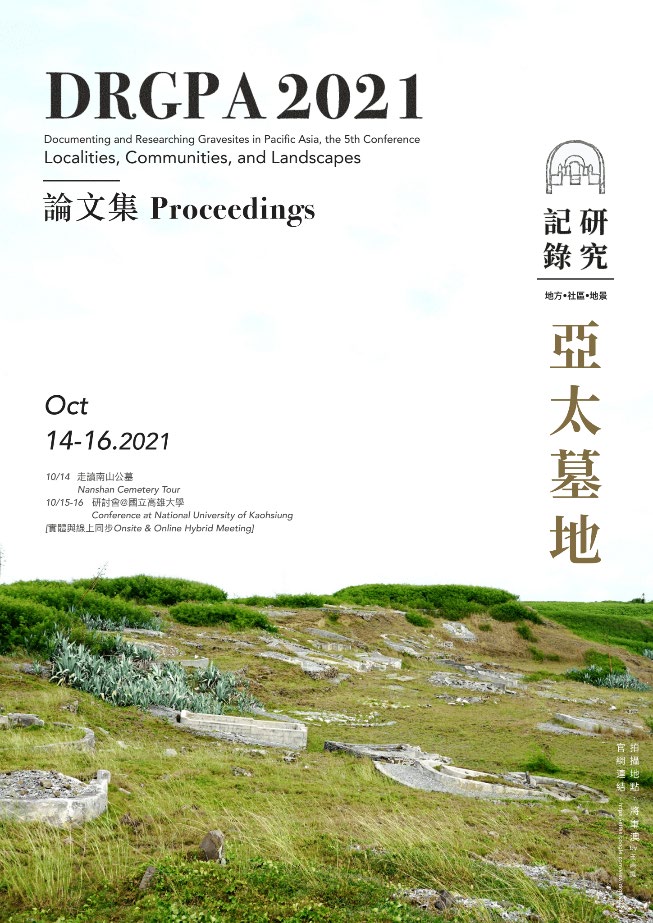 DRGPA 2021
Documenting and Researching Gravesites in Pacific Asia, the 5th Conference
Localities, Communities, and Landscapes
論文集 Proceedings
研究
記錄
地方•社區•地景
亞太墓地
Oct
14-16.2021
10/14 走讀南山公墓
Nanshan Cemetery Tour
10/15-16 研討會@國立高雄大學
Conference at National University of Kaohsiung
[實體與線上同步Onsite & Online Hybrid Meeting]
拍攝地點
官網連結